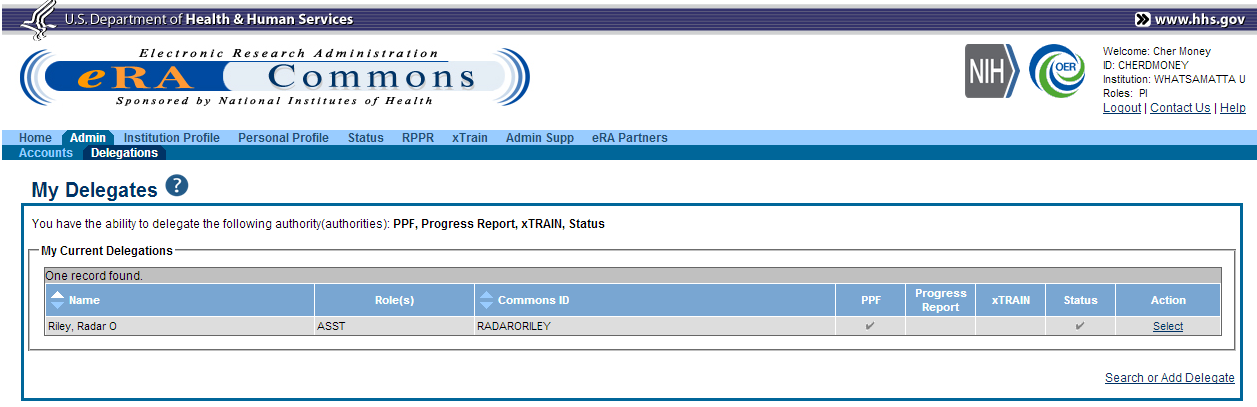 U.S. Department of Health & Human Services
www.hhs.gov
Electronic Research Administration
eRA Commons
Sponsored by National Institutes of Health
NIH
OER
Welcome: Cher Money
ID: CHERDMONEY
Institution: WHATSAMATTA U
Roles: PI
Logout | Contact Us | Help
Home Admin Institution Profile Personal Profile Status RPPR xTrain Admin Supp eRA Partners
Accounts Delegations
My Delegates ?
You have the ability to delegate the following authority(authorities): PPF, Progress Report, xTRAIN, Status
My Current Delegations
One record found.
Name Role(s) Commons ID PPF Progress Report xTRAIN Status Action
Riley, Radar O ASST RADARORILEY ✔ ✔ Select
Search or Add Delegate